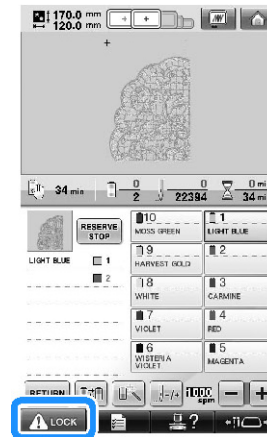 170.0 mm
120.0 mm
34 min
0
2
0
22394
0 min
34 min
RESERVE STOP
10 MOSS GREEN
1 LIGHT BLUE
LIGHT BLUE 1
2
9 HARVEST GOLD
2
8 WHITE
3 CARMINE
7 VIOLET
4 RED
6 WISTERIA VIOLET
5 MAGENTA
RETURN
-/+
1000 spm
− +
LOCK
?